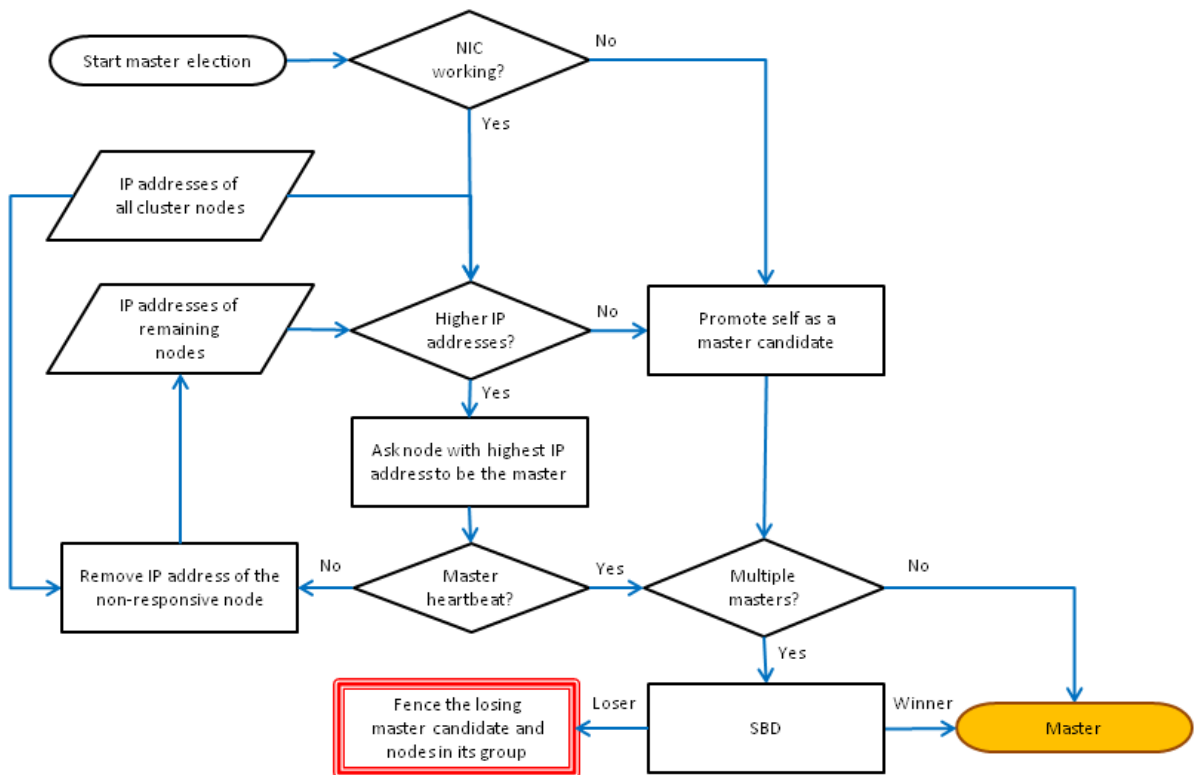 Start master election
NIC
working?
No
Yes
IP addresses of
all cluster nodes
IP addresses of
remaining
nodes
Higher IP
addresses?
No
Promote self as a
master candidate
Yes
Ask node with highest IP
address to be the master
Remove IP address of the
non-responsive node
No
Master
heartbeat?
Yes
Multiple
masters?
No
Yes
Fence the losing
master candidate and
nodes in its group
Loser
SBD
Winner
Master